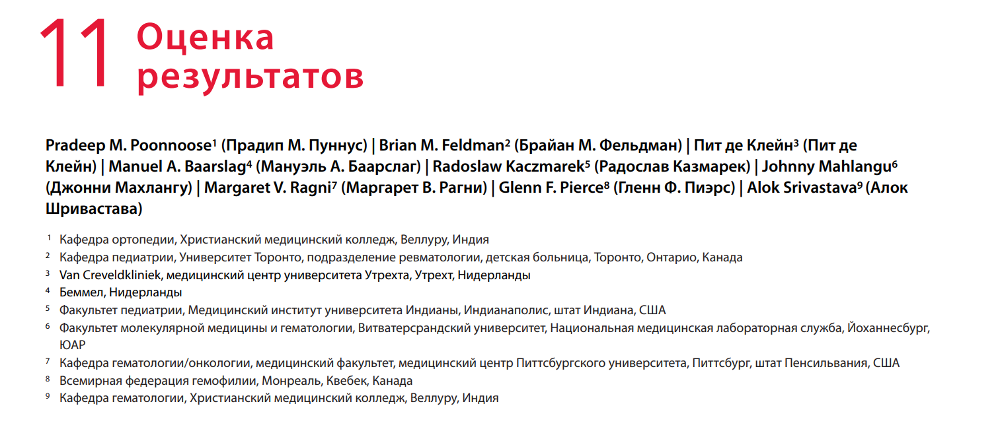 11 Оценка
результатов
Pradeep M. Poonnoose¹ (Прадип М. Пуннус) | Brian M. Feldman² (Брайан М. Фельдман) | Пит де Клейн³ (Пит де
Клейн) | Manuel A. Baarslag⁴ (Мануэль А. Баарслаг) | Radoslaw Kaczmarek⁵ (Радослав Казмарек) | Johnny Mahlangu⁶
(Джонни Махлангу) | Margaret V. Ragni⁷ (Маргарет В. Рагни) | Glenn F. Pierce⁸ (Гленн Ф. Пиэрс) | Alok Srivastava⁹ (Алок
Шривастава)
¹ Кафедра ортопедии, Христианский медицинский колледж, Веллуру, Индия
² Кафедра педиатрии, Университет Торонто, подразделение ревматологии, детская больница, Торонто, Онтарио, Канада
³ Van Creveldkliniek, медицинский центр университета Утрехта, Утрехт, Нидерланды
⁴ Беммел, Нидерланды
⁵ Факультет педиатрии, Медицинский институт университета Индианы, Индианаполис, штат Индиана, США
⁶ Факультет молекулярной медицины и гематологии, Витватерсрандский университет, Национальная медицинская лабораторная служба, Йоханнесбург,
ЮАР
⁷ Кафедра гематологии/онкологии, медицинский факультет, медицинский центр Питтсбургского университета, Питтсбург, штат Пенсильвания, США
⁸ Всемирная федерация гемофилии, Монреаль, Квебек, Канада
⁹ Кафедра гематологии, Христианский медицинский колледж, Веллуру, Индия